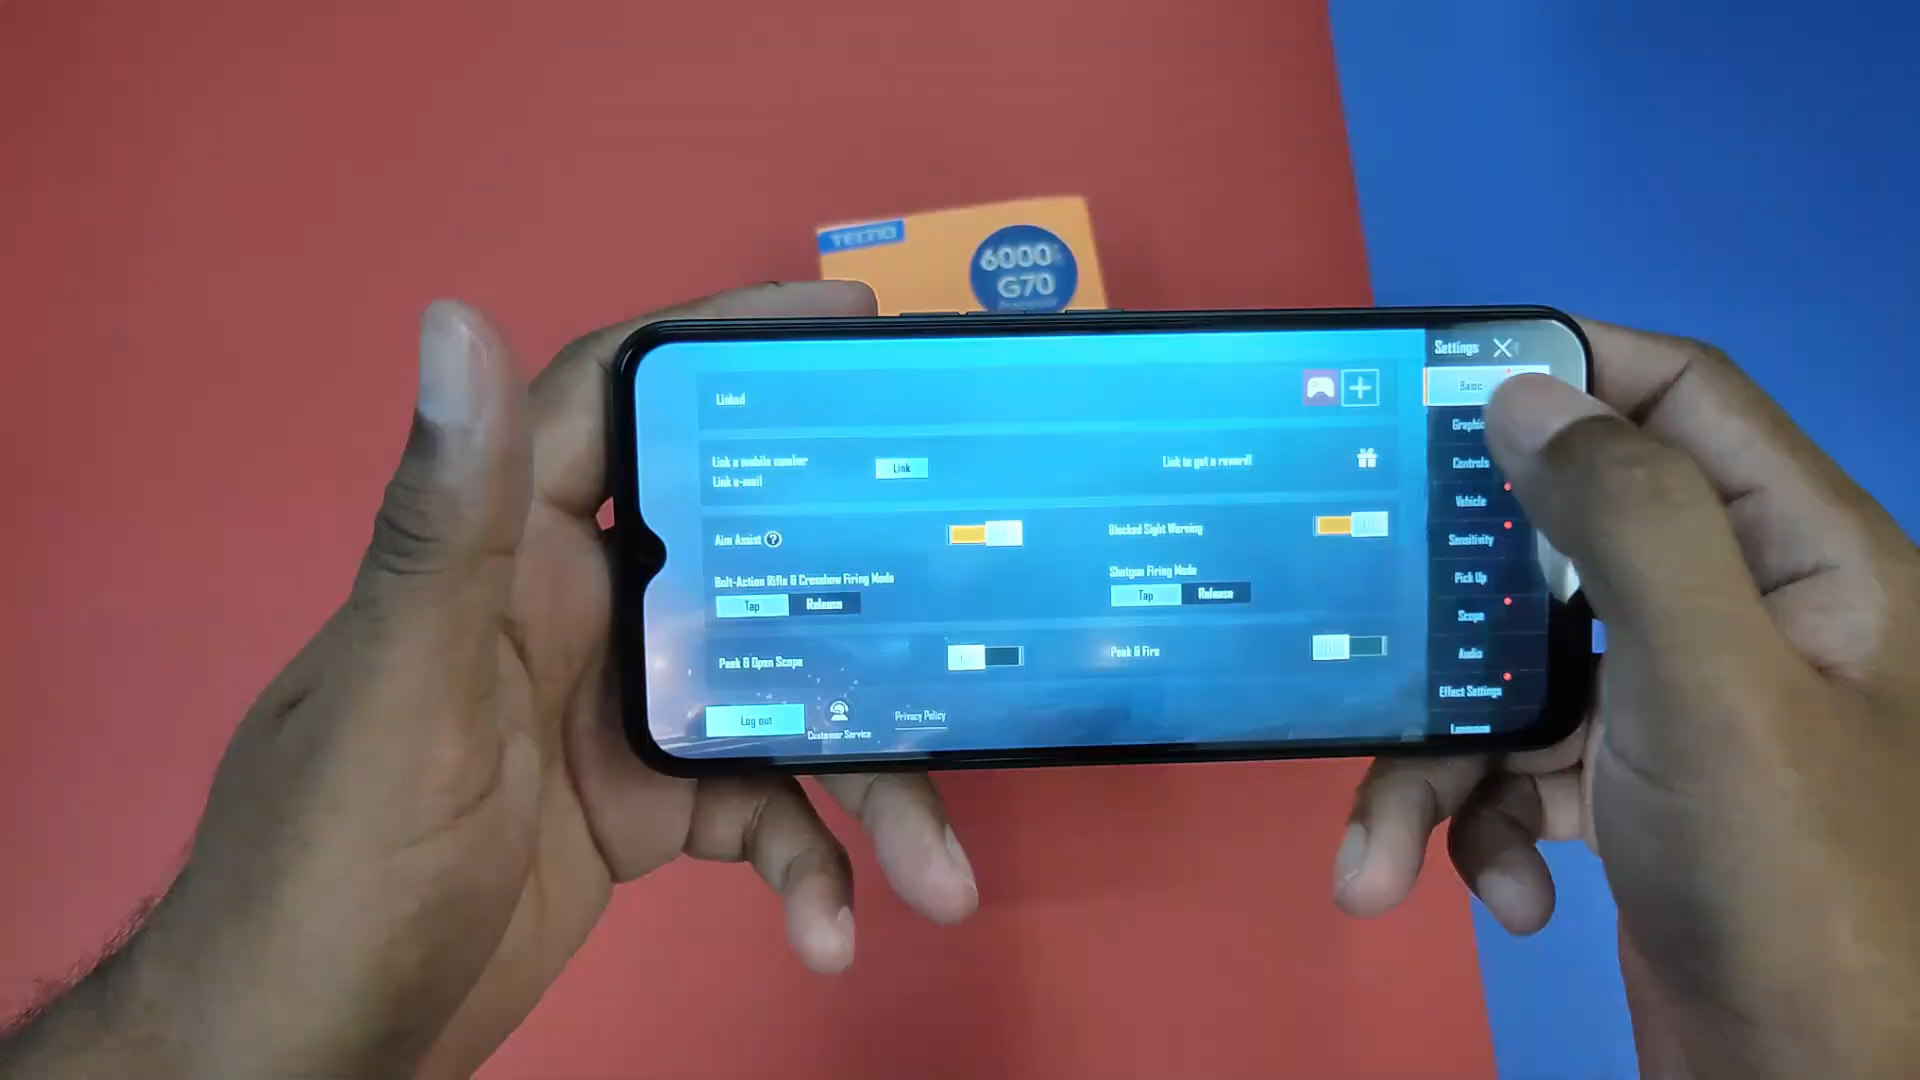 TECNO
6000
G70
Settings
Basic
Linked
Graphic
Link a mobile number
Link e-mail
Link
Link to get a reward!
Controls
Vehicle
Aim Assist ?
Blocked Sight Warning
Sensitivity
Bolt-Action Rifle & Crossbow Firing Mode
Tap Release
Shotgun Firing Mode
Tap Release
Pick Up
Scope
Peek & Open Scope
Peek & Fire
Audio
Effect Settings
Log out
Customer Service
Privacy Policy
Language